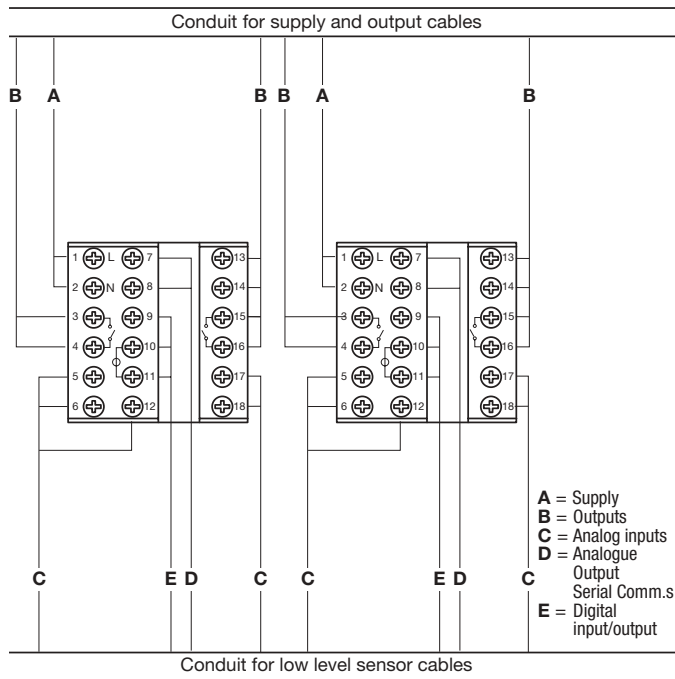 Conduit for supply and output cables
B A B B A B
1 L 7 13 1 L 7 13
2 N 8 14 2 N 8 14
3 9 15 3 9 15
4 10 16 4 10 16
5 11 17 5 11 17
6 12 18 6 12 18
A = Supply
B = Outputs
C = Analog inputs
D = Analogue
Output
Serial Comm.s
E = Digital
input/output
C E D C C E D C
Conduit for low level sensor cables